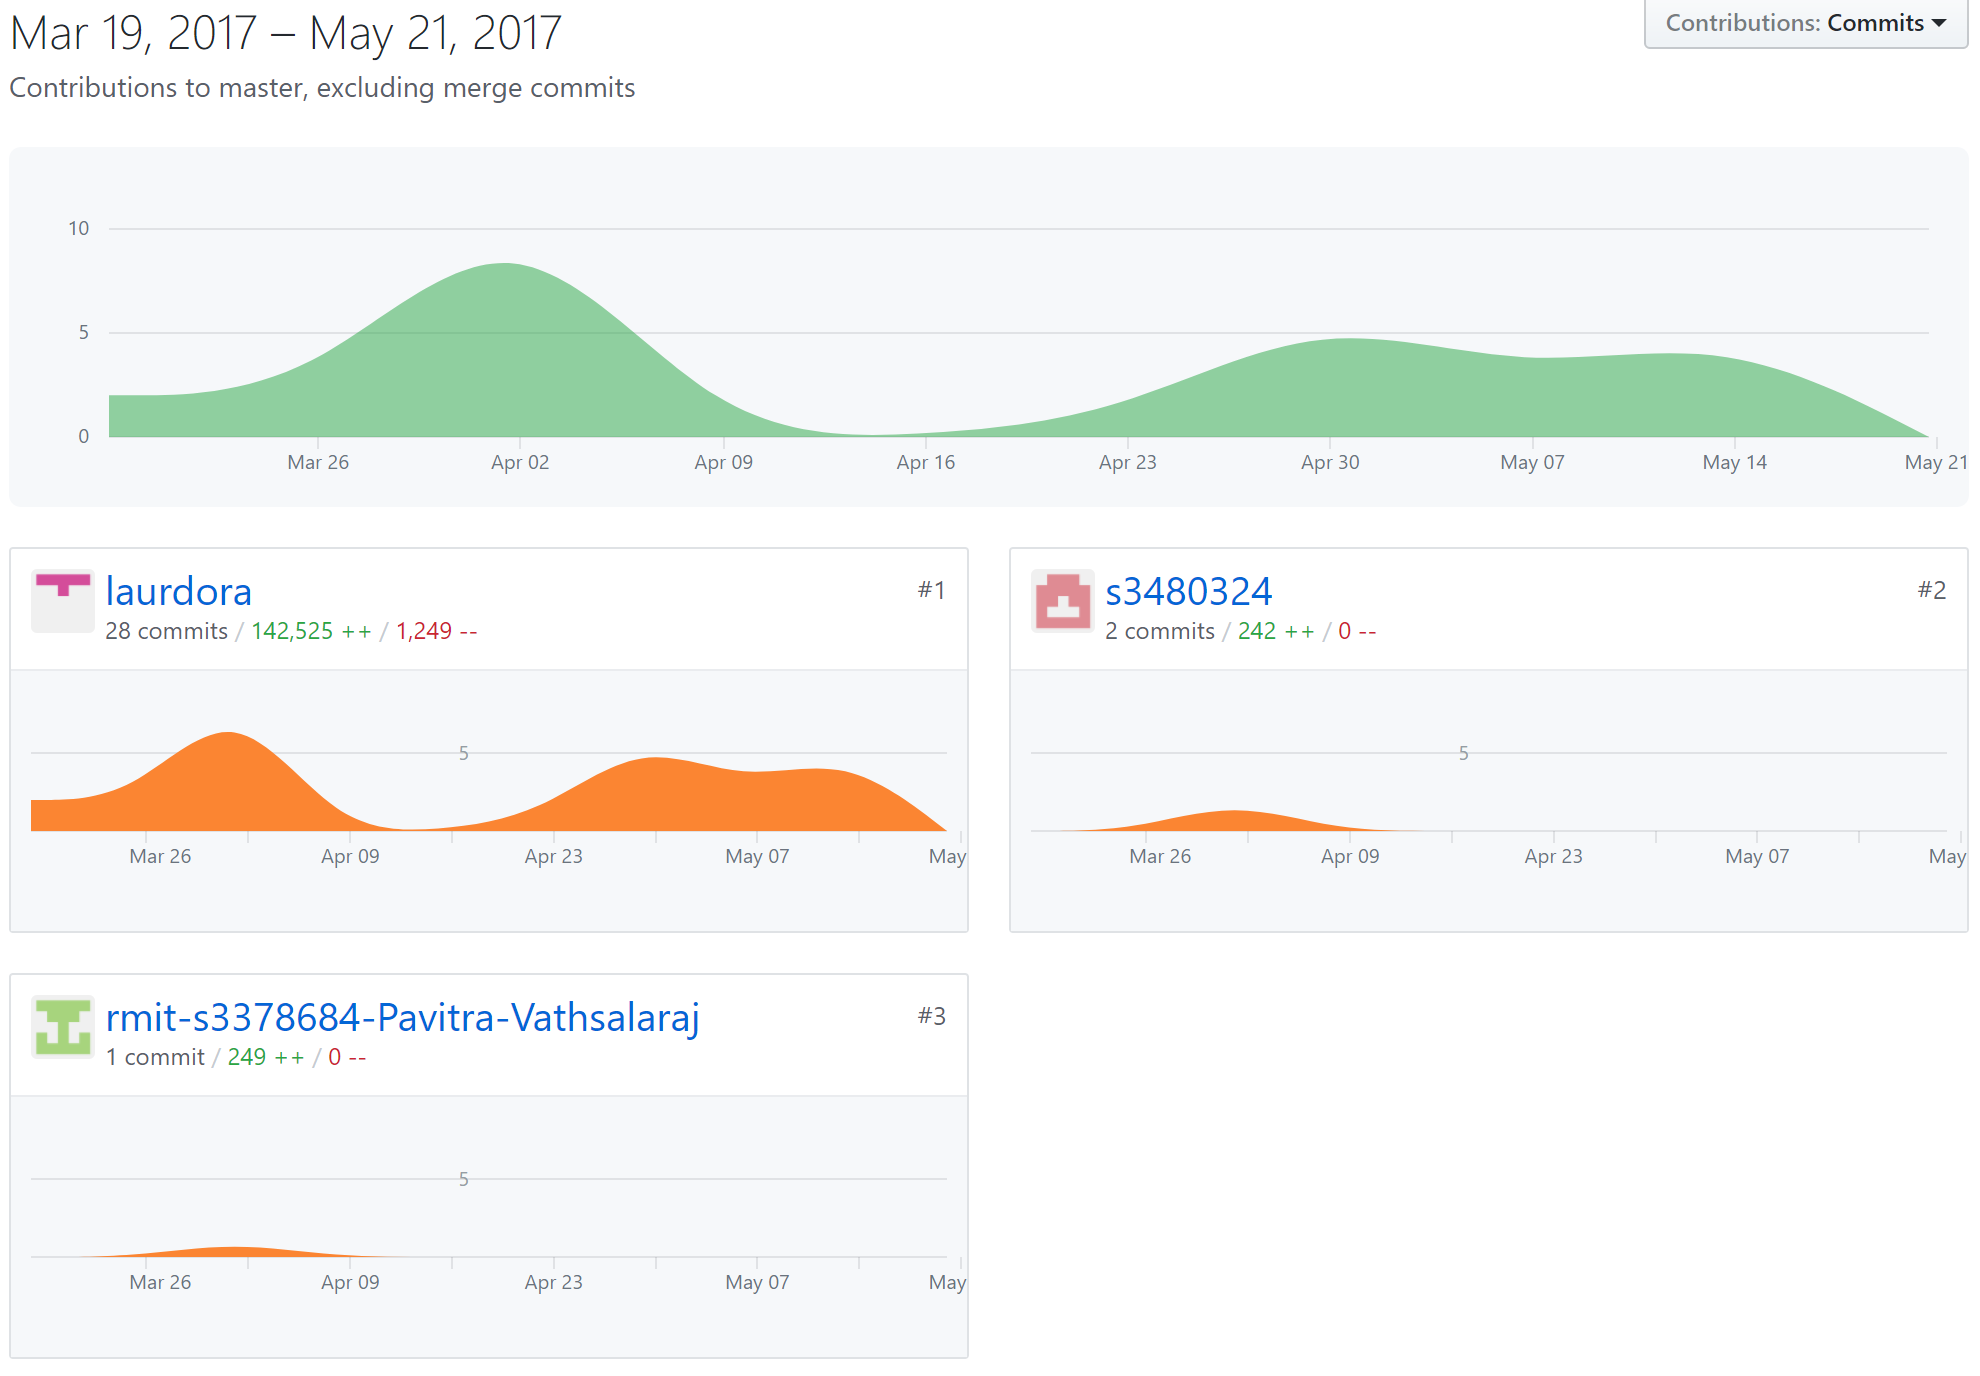 Mar 19, 2017 – May 21, 2017
Contributions: Commits
Contributions to master, excluding merge commits
10
5
0
Mar 26 Apr 02 Apr 09 Apr 16 Apr 23 Apr 30 May 07 May 14 May 21
laurdora #1
28 commits / 142,525 ++ / 1,249 --
5
Mar 26 Apr 09 Apr 23 May 07 May
s3480324 #2
2 commits / 242 ++ / 0 --
5
Mar 26 Apr 09 Apr 23 May 07 May
rmit-s3378684-Pavitra-Vathsalaraj #3
1 commit / 249 ++ / 0 --
5
Mar 26 Apr 09 Apr 23 May 07 May